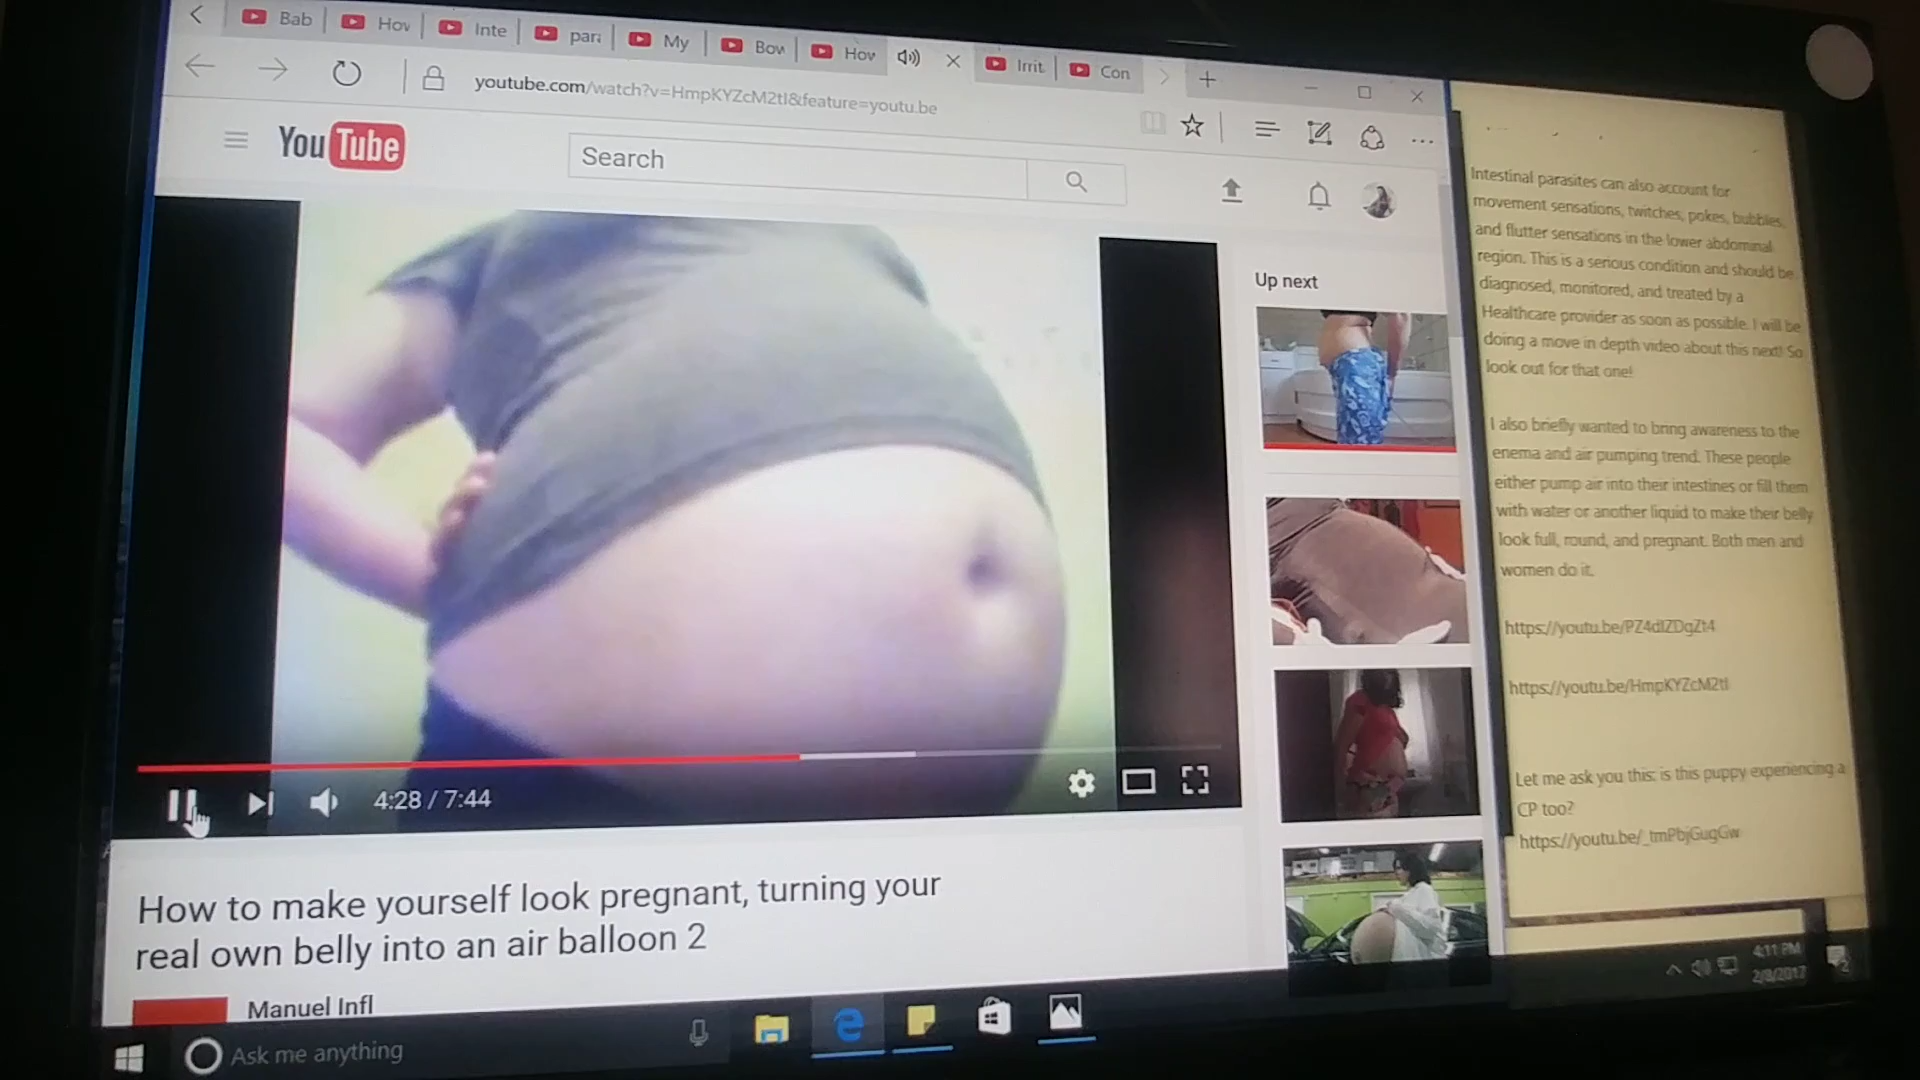 Bab
Hov
Inte
para
My
Bow
Hov
Irrit
Con
youtube.com/watch?v=HmpKYZcM2tI&feature=youtu.be
YouTube
Search
Up next
4:28 / 7:44
How to make yourself look pregnant, turning your
real own belly into an air balloon 2
Manuel Infl
Ask me anything
Intestinal parasites can also account for
movement sensations, twitches, pokes, bubbles,
and flutter sensations in the lower abdominal
region. This is a serious condition and should be
diagnosed, monitored, and treated by a
Healthcare provider as soon as possible. I will be
doing a move in depth video about this next! So
look out for that one!
I also briefly wanted to bring awareness to the
enema and air pumping trend. These people
either pump air into their intestines or fill them
with water or another liquid to make their belly
look full, round, and pregnant. Both men and
women do it.
https://youtu.be/PZ4dIZDgZt4
https://youtu.be/HmpKYZcM2tI
Let me ask you this: is this puppy experiencing a
CP too?
https://youtu.be/_tmPbjGugGw
4:11 PM
2/8/2017